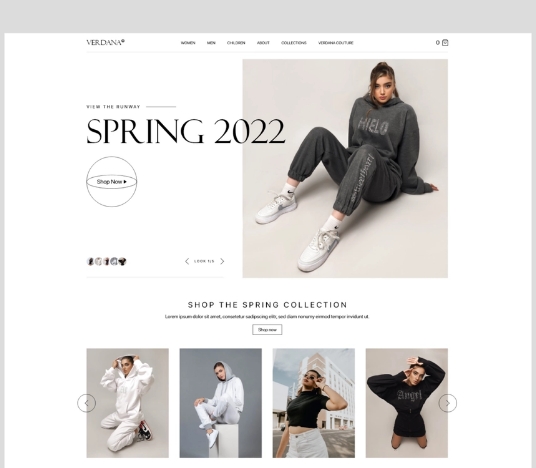 VERDANA
WOMEN MEN CHILDREN ABOUT COLLECTIONS VERDANA COUTURE
0
VIEW THE RUNWAY
SPRING 2022
Shop Now
LOOK 1/5
SHOP THE SPRING COLLECTION
Lorem ipsum dolor sit amet, consetetur sadipscing elitr, sed diam nonumy eirmod tempor invidunt ut.
Shop now
Angel